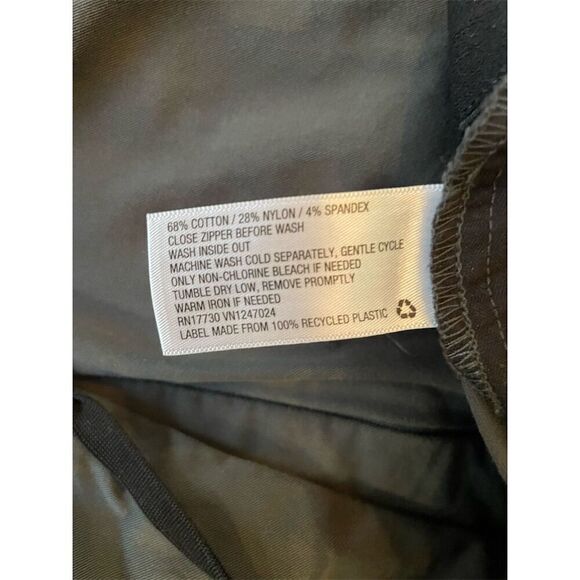 68% COTTON / 28% NYLON / 4% SPANDEX
CLOSE ZIPPER BEFORE WASH
WASH INSIDE OUT
MACHINE WASH COLD SEPARATELY, GENTLE CYCLE
ONLY NON-CHLORINE BLEACH IF NEEDED
TUMBLE DRY LOW, REMOVE PROMPTLY
WARM IRON IF NEEDED
RN17730 VN1247024
LABEL MADE FROM 100% RECYCLED PLASTIC